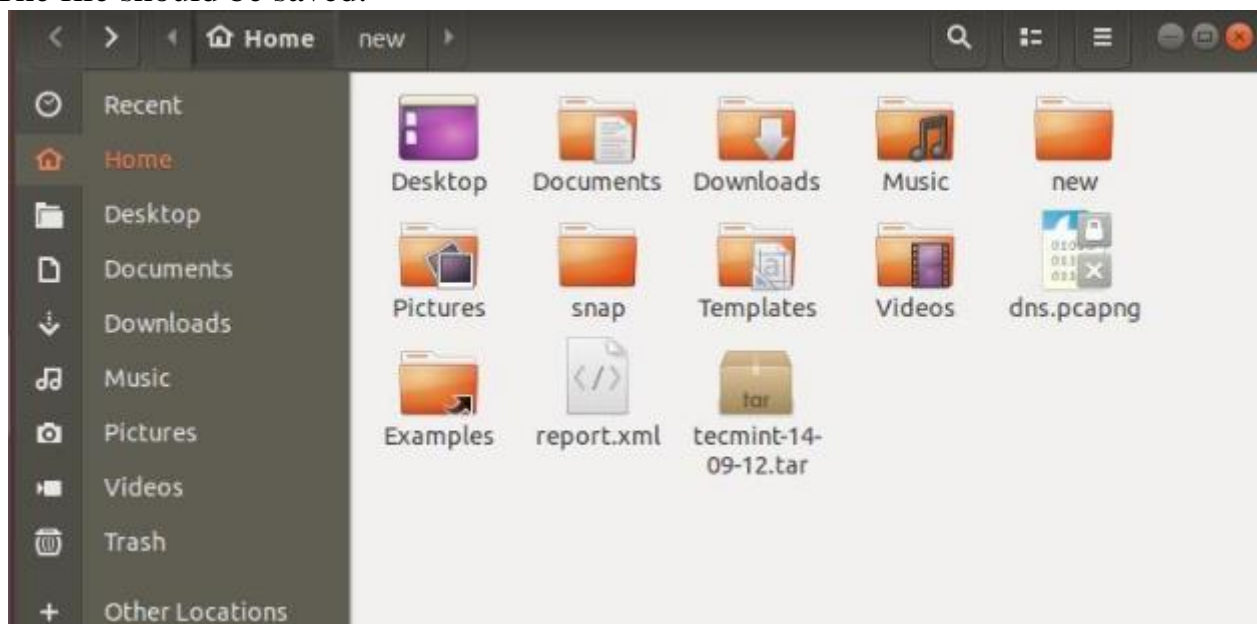 The file should be saved.
Home new
Recent
Home
Desktop
Documents
Downloads
Music
Pictures
Videos
Trash
Other Locations
Desktop Documents Downloads Music new
Pictures snap Templates Videos dns.pcapng
Examples report.xml tecmint-14-
09-12.tar
tar